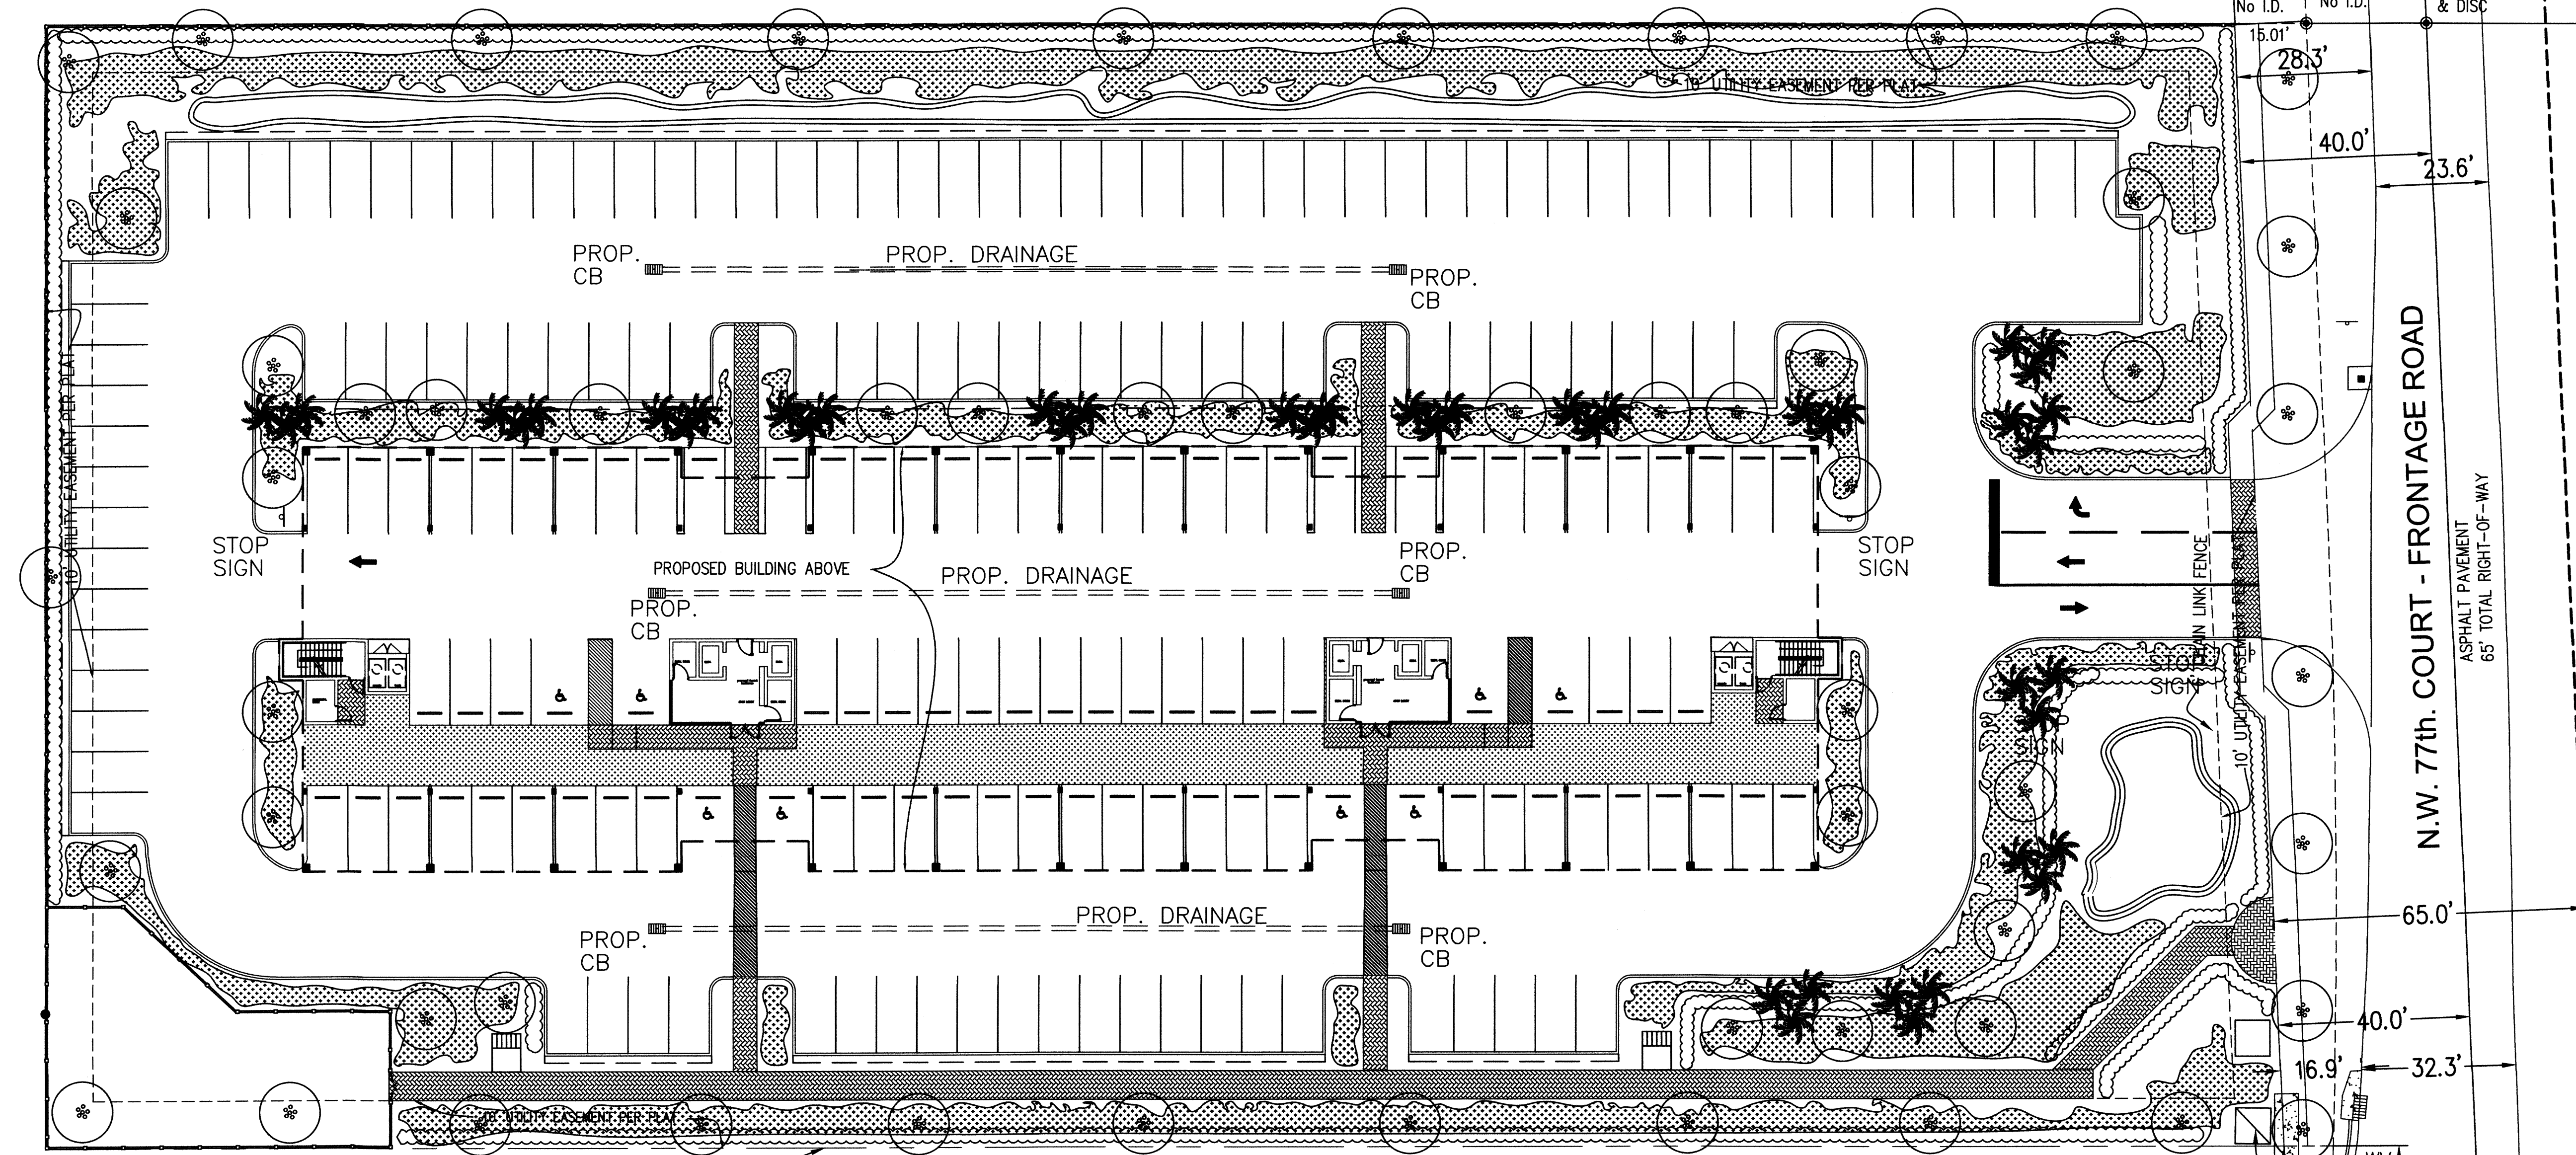 No I.D.
No I.D.
& DISC
15.01'
28.3'
10' UTILITY EASEMENT PER PLAT
40.0'
23.6'
PROP.
CB
PROP. DRAINAGE
PROP.
CB
10' UTILITY EASEMENT PER PLAT
N.W. 77th. COURT - FRONTAGE ROAD
ASPHALT PAVEMENT
65' TOTAL RIGHT-OF-WAY
STOP
SIGN
PROPOSED BUILDING ABOVE
PROP. DRAINAGE
PROP.
CB
STOP
SIGN
PROP.
CB
CHAIN LINK FENCE
10' UTILITY EASEMENT PER PLAT
STOP
SIGN
STOP
SIGN
65.0'
PROP.
CB
PROP. DRAINAGE
PROP.
CB
40.0'
16.9'
32.3'
10' UTILITY EASEMENT PER PLAT